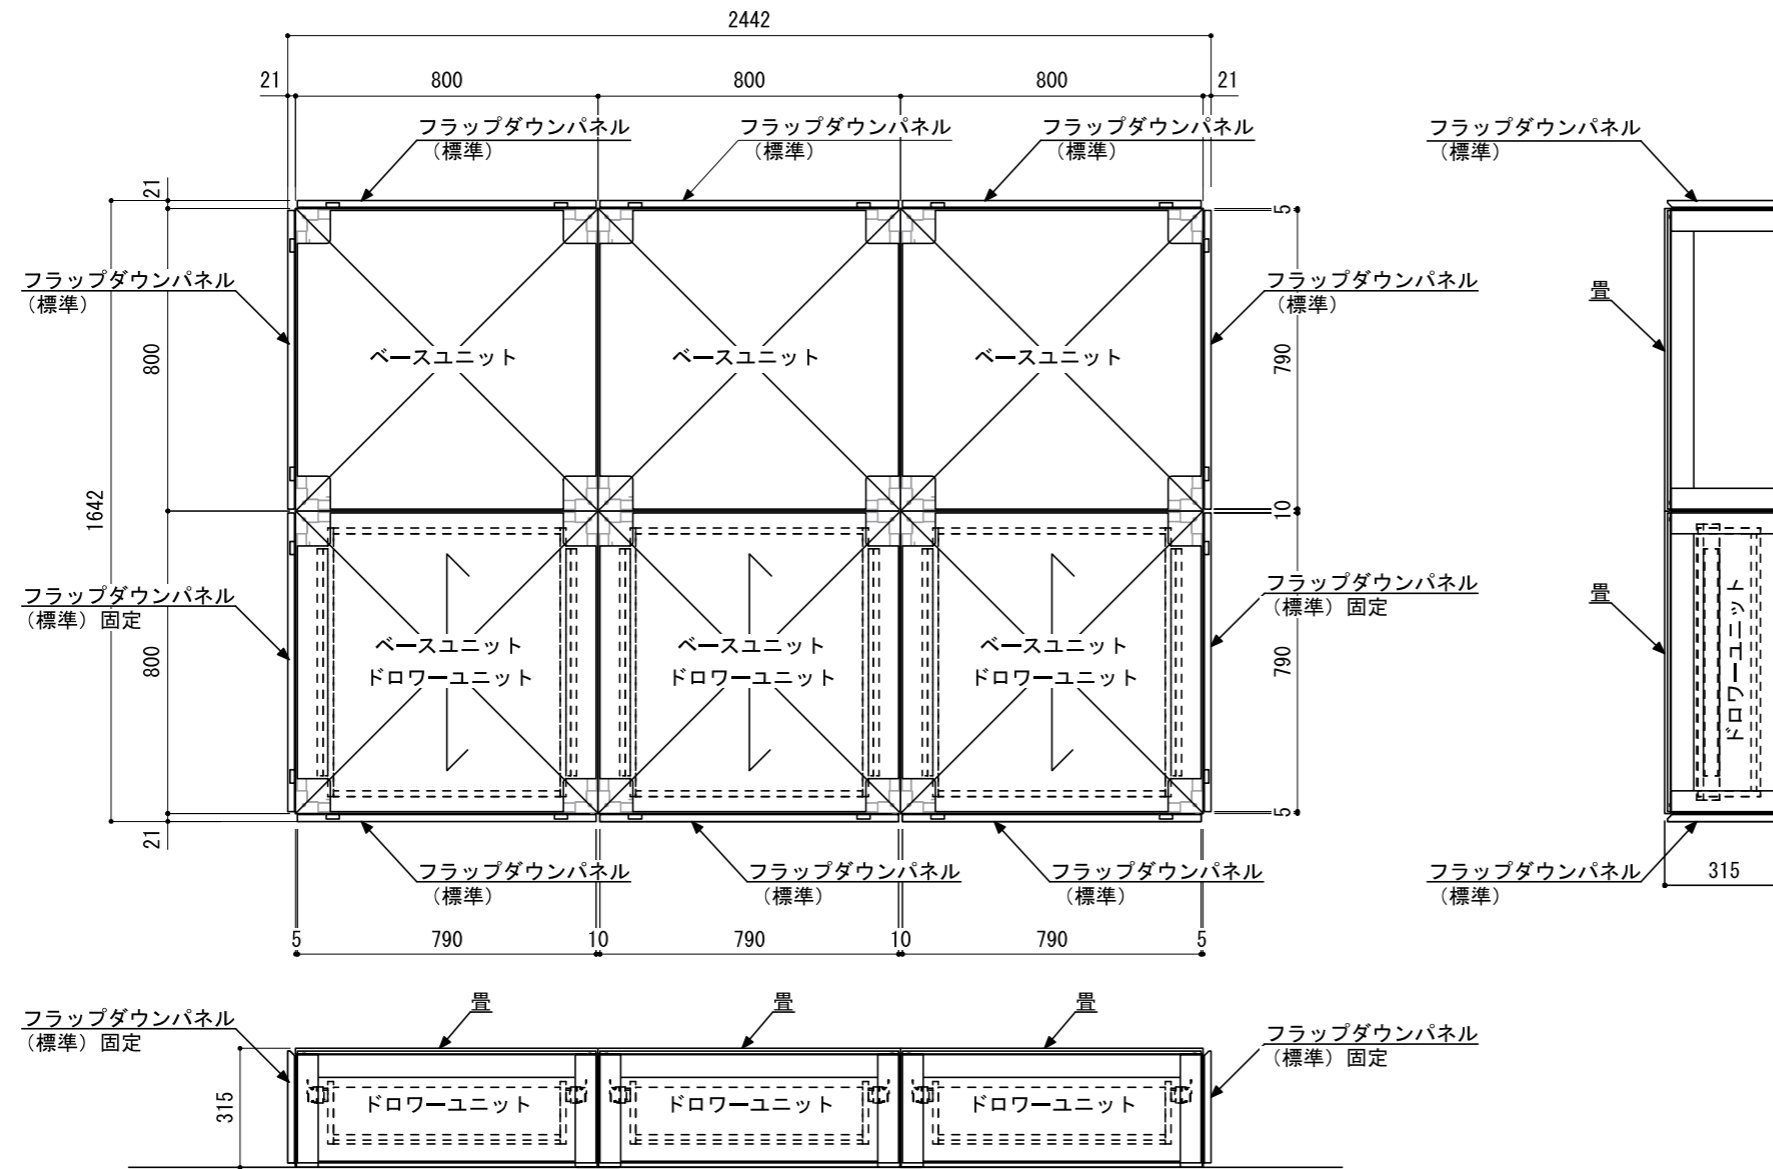 2442
21
800
800
800
21
フラップダウンパネル
（標準）
フラップダウンパネル
（標準）
フラップダウンパネル
（標準）
フラップダウンパネル
（標準）
21
5
フラップダウンパネル
（標準）
フラップダウンパネル
（標準）
畳
800
ベースユニット
ベースユニット
ベースユニット
790
1642
10
フラップダウンパネル
（標準）固定
フラップダウンパネル
（標準）固定
畳
800
ベースユニット
ドロワーユニット
ベースユニット
ドロワーユニット
ベースユニット
ドロワーユニット
790
ドロワーユニット
21
5
フラップダウンパネル
（標準）
フラップダウンパネル
（標準）
フラップダウンパネル
（標準）
フラップダウンパネル
（標準）
315
5
790
10
790
10
790
5
フラップダウンパネル
（標準）固定
畳
畳
畳
フラップダウンパネル
（標準）固定
315
ドロワーユニット
ドロワーユニット
ドロワーユニット